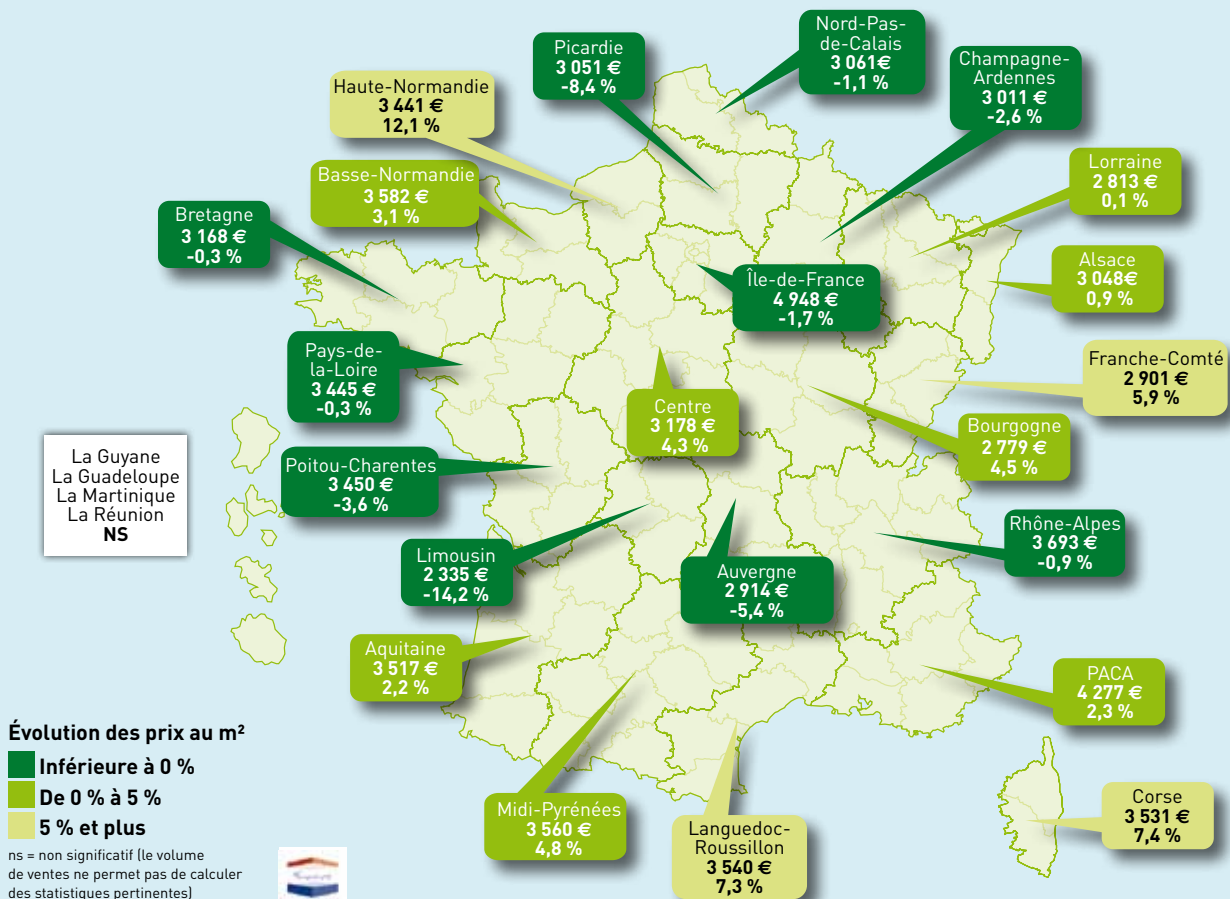 Nord-Pas-
de-Calais
3 061€
-1,1 %
Picardie
3 051 €
-8,4 %
Champagne-
Ardennes
3 011 €
-2,6 %
Haute-Normandie
3 441 €
12,1 %
Lorraine
2 813 €
0,1 %
Basse-Normandie
3 582 €
3,1 %
Bretagne
3 168 €
-0,3 %
Alsace
3 048€
0,9 %
Île-de-France
4 948 €
-1,7 %
Pays-de-
la-Loire
3 445 €
-0,3 %
Franche-Comté
2 901 €
5,9 %
Centre
3 178 €
4,3 %
Bourgogne
2 779 €
4,5 %
La Guyane
La Guadeloupe
La Martinique
La Réunion
NS
Poitou-Charentes
3 450 €
-3,6 %
Rhône-Alpes
3 693 €
-0,9 %
Limousin
2 335 €
-14,2 %
Auvergne
2 914 €
-5,4 %
Aquitaine
3 517 €
2,2 %
PACA
4 277 €
2,3 %
Midi-Pyrénées
3 560 €
4,8 %
Languedoc-
Roussillon
3 540 €
7,3 %
Corse
3 531 €
7,4 %
Évolution des prix au m²
Inférieure à 0 %
De 0 % à 5 %
5 % et plus
ns = non significatif (le volume
de ventes ne permet pas de calculer
des statistiques pertinentes)